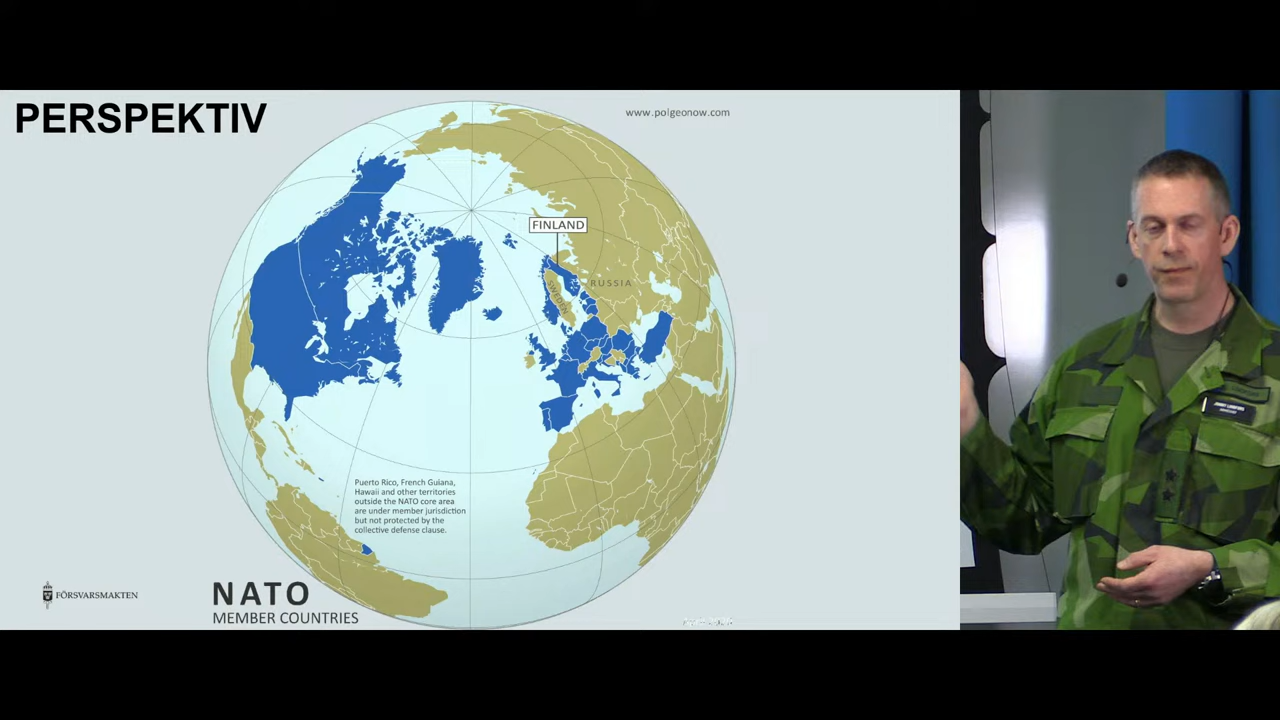 PERSPEKTIV
www.polgeonow.com
FINLAND
RUSSIA
SWEDEN
Puerto Rico, French Guiana,
Hawaii and other territories
outside the NATO core area
are under member jurisdiction
but not protected by the
collective defense clause.
FÖRSVARSMAKTEN
NATO
MEMBER COUNTRIES